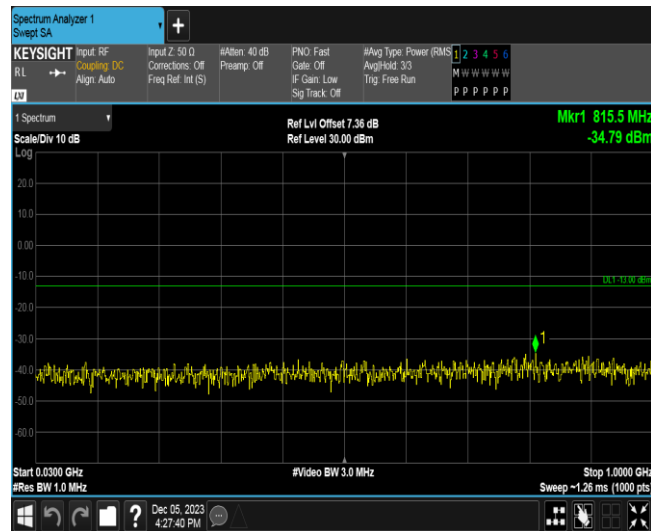 Spectrum Analyzer 1
Swept SA
KEYSIGHT
RL
LXI
Input: RF
Coupling: DC
Align: Auto
Input Z: 50 Ω
Corrections: Off
Freq Ref: Int (S)
#Atten: 40 dB
Preamp: Off
PNO: Fast
Gate: Off
IF Gain: Low
Sig Track: Off
#Avg Type: Power (RMS
Avg|Hold: 3/3
Trig: Free Run
1 2 3 4 5 6
M W W W W W
P P P P P P
1 Spectrum
Scale/Div 10 dB
Log
Ref Lvl Offset 7.36 dB
Ref Level 30.00 dBm
Mkr1 815.5 MHz
-34.79 dBm
20.0
10.0
0.00
-10.0
DL1 -13.00 dBm
-20.0
-30.0
1
-40.0
-50.0
-60.0
Start 0.0300 GHz
#Video BW 3.0 MHz
Stop 1.0000 GHz
#Res BW 1.0 MHz
Sweep ~1.26 ms (1000 pts
?
Dec 05, 2023
4:27:40 PM